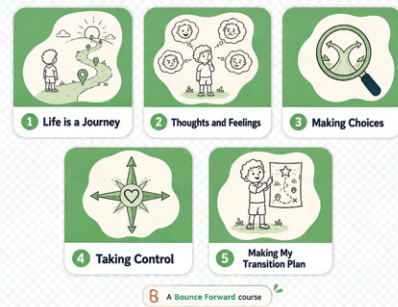 1 Life is a Journey
2 Thoughts and Feelings
3 Making Choices
4 Taking Control
5 Making My
Transition Plan
A Bounce Forward course